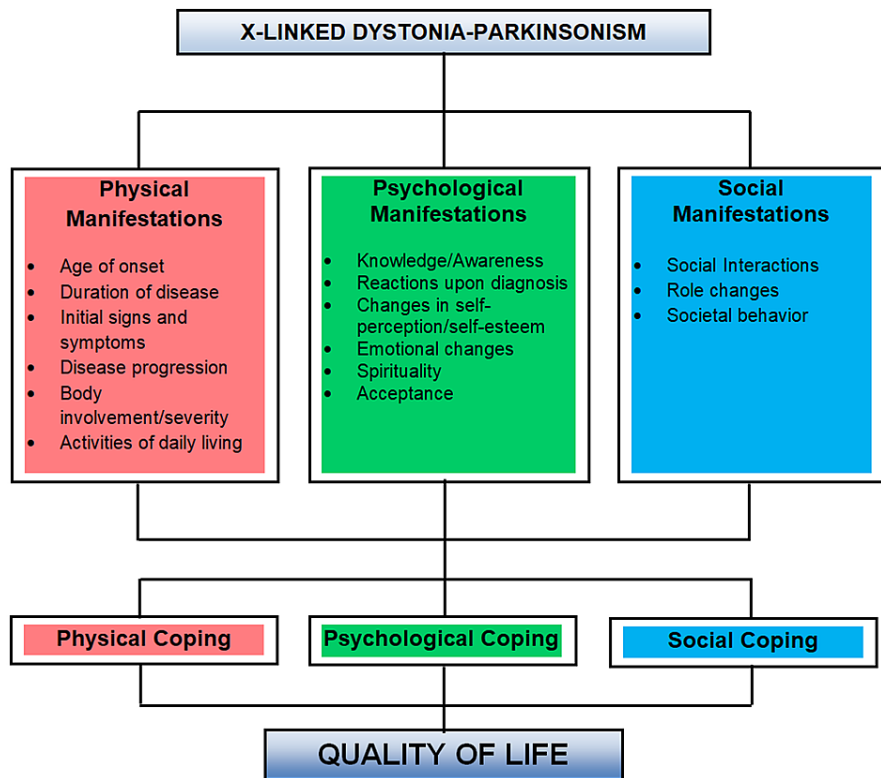 X-LINKED DYSTONIA-PARKINSONISM
Physical
Manifestations
• Age of onset
• Duration of disease
• Initial signs and
symptoms
• Disease progression
• Body
involvement/severity
• Activities of daily living
Psychological
Manifestations
• Knowledge/Awareness
• Reactions upon diagnosis
• Changes in self-
perception/self-esteem
• Emotional changes
• Spirituality
• Acceptance
Social
Manifestations
• Social Interactions
• Role changes
• Societal behavior
Physical Coping
Psychological Coping
Social Coping
QUALITY OF LIFE